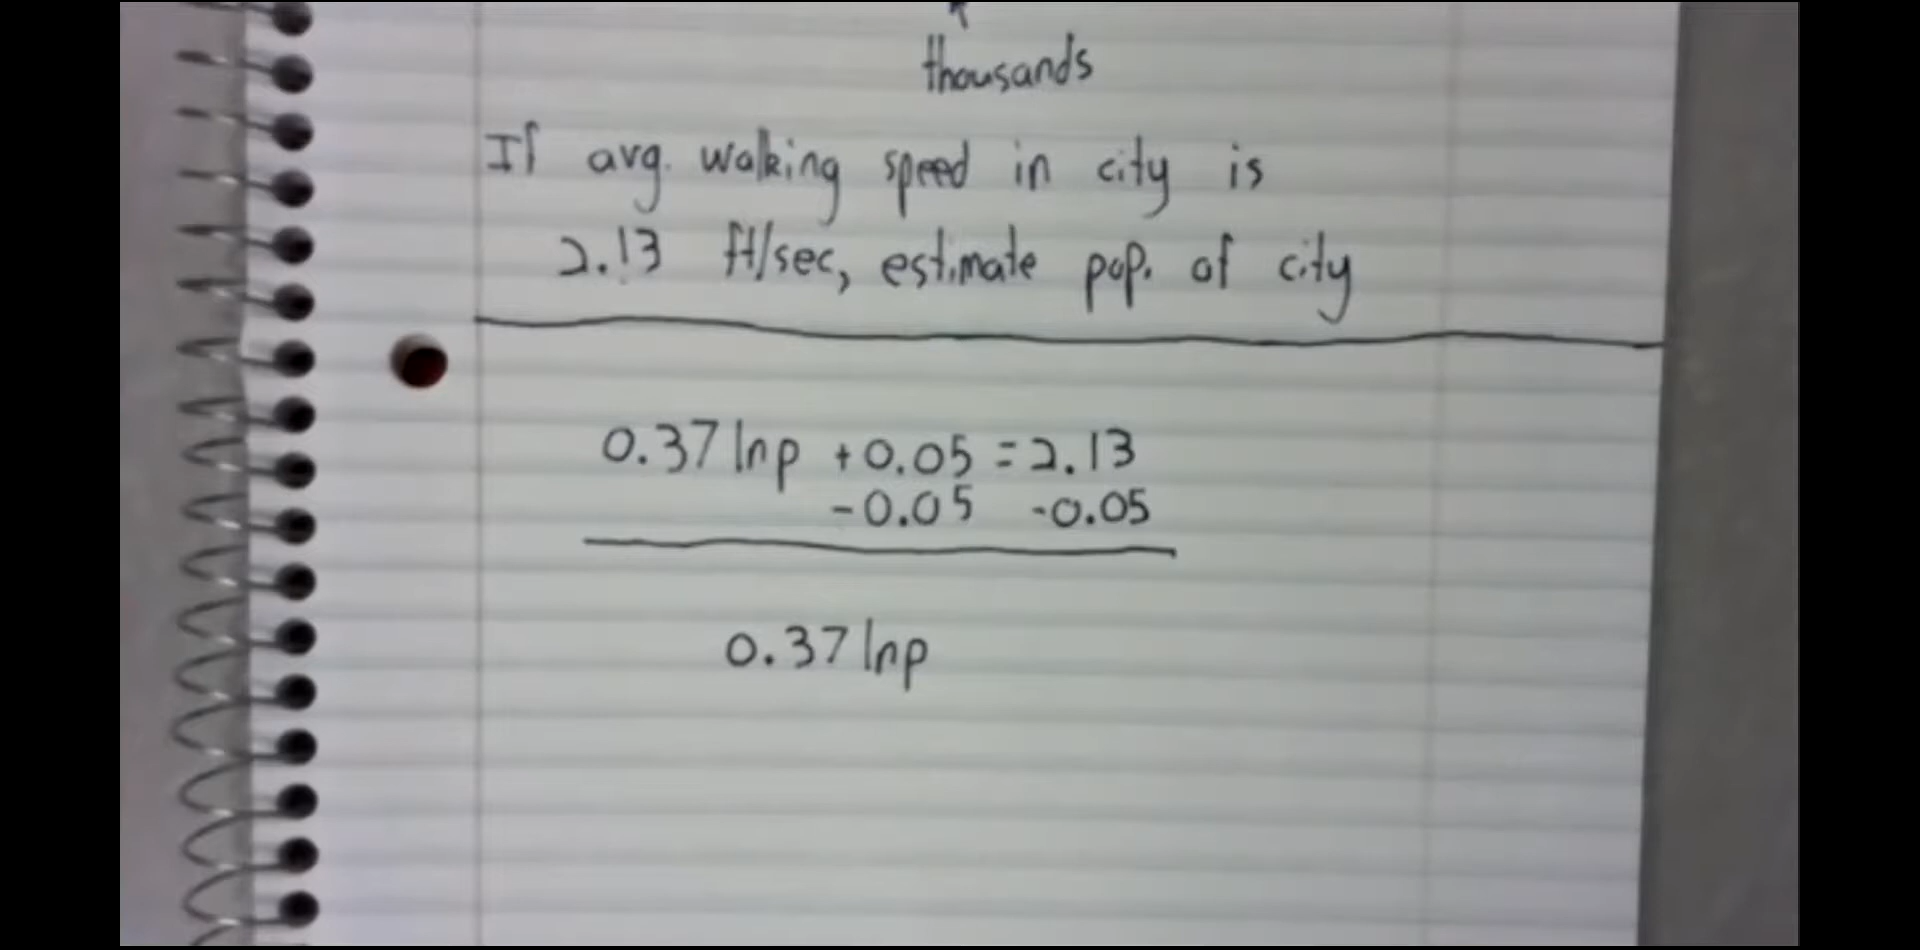 thousands
If avg. walking speed in city is
2.13 ft/sec, estimate pop. of city
0.37 lnp + 0.05 = 2.13
-0.05 -0.05
0.37 lnp